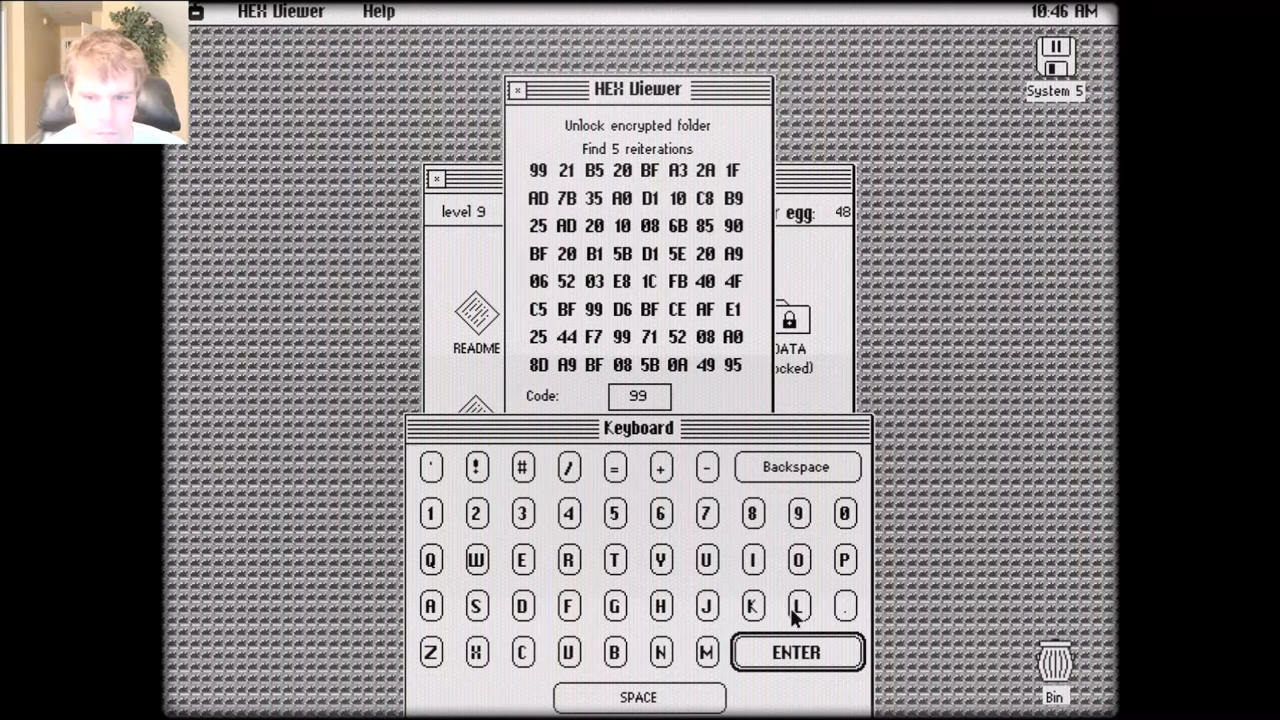 HEX Viewer Help 10:46 AM
System 5
HEX Viewer
Unlock encrypted folder
Find 5 reiterations
99 21 B5 20 BF A3 2A 1F
AD 7B 35 A0 D1 10 C8 B9
25 AD 20 10 08 6B 85 90
BF 20 B1 5B D1 5E 20 A9
06 52 03 E8 1C FB 40 4F
C5 BF 99 D6 BF CE AF E1
25 44 F7 99 71 52 08 A0
8D A9 BF 08 5B 0A 49 95
Code: 99
level 9
r egg: 48
README
DATA
ocked)
Keyboard
' ! # / = + - Backspace
1 2 3 4 5 6 7 8 9 0
Q W E R T Y U I O P
A S D F G H J K L .
Z X C V B N M ENTER
SPACE
Bin